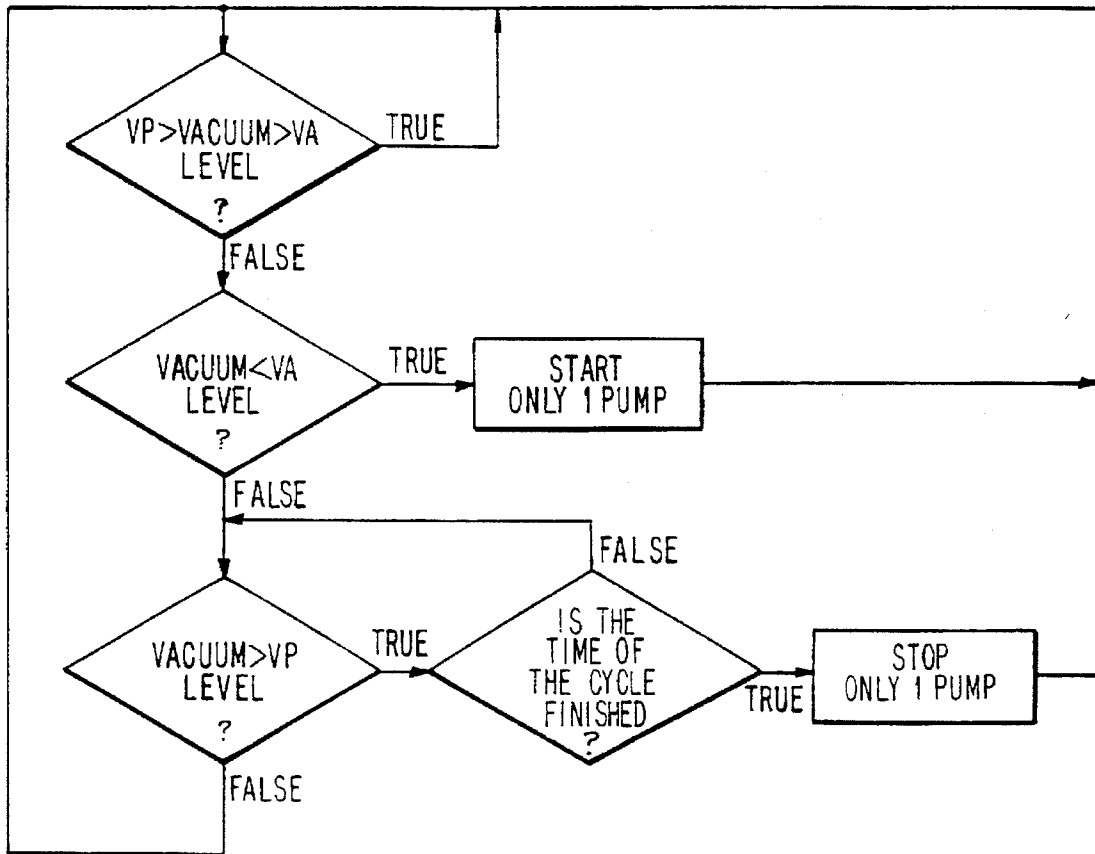 VP>VACUUM>VA
LEVEL
?
TRUE
FALSE
VACUUM<VA
LEVEL
?
TRUE
START
ONLY 1 PUMP
FALSE
FALSE
VACUUM>VP
LEVEL
?
TRUE
IS THE
TIME OF
THE CYCLE
FINISHED
?
TRUE
STOP
ONLY 1 PUMP
FALSE